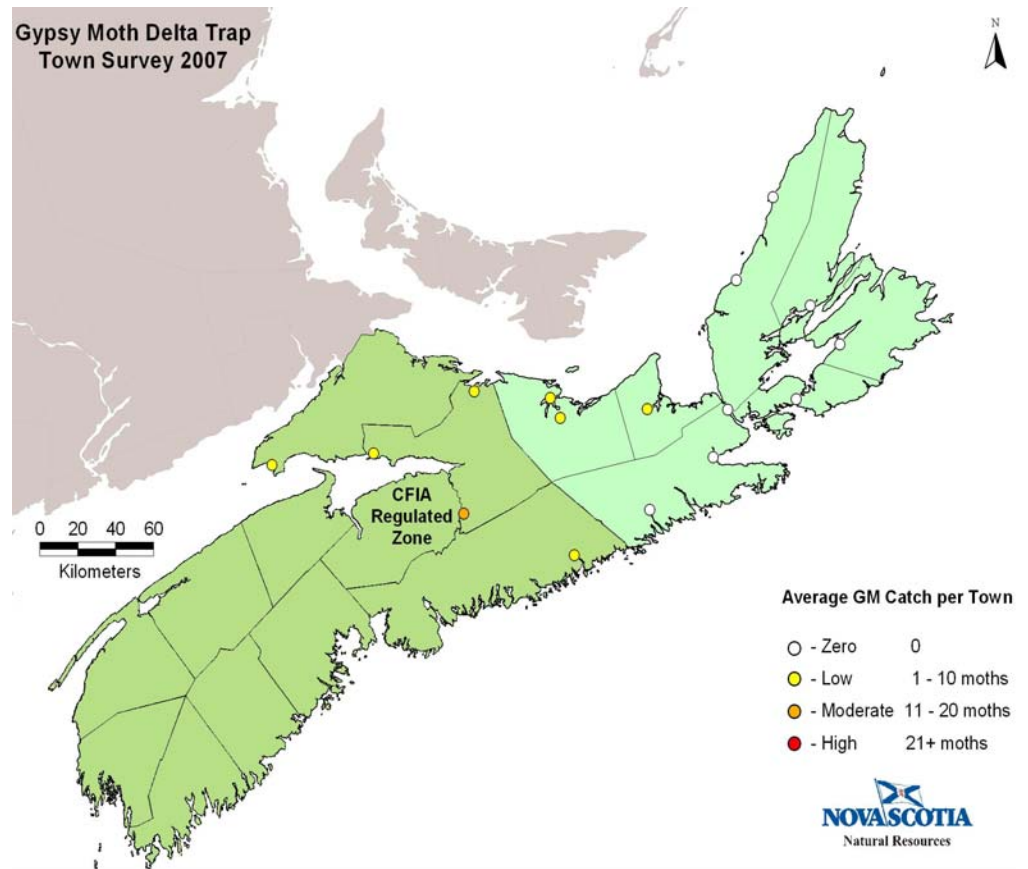 Gypsy Moth Delta Trap
Town Survey 2007
N
CFIA
Regulated
Zone
0 20 40 60
Kilometers
Average GM Catch per Town
- Zero 0
- Low 1 - 10 moths
- Moderate 11 - 20 moths
- High 21+ moths
NOVA SCOTIA
Natural Resources